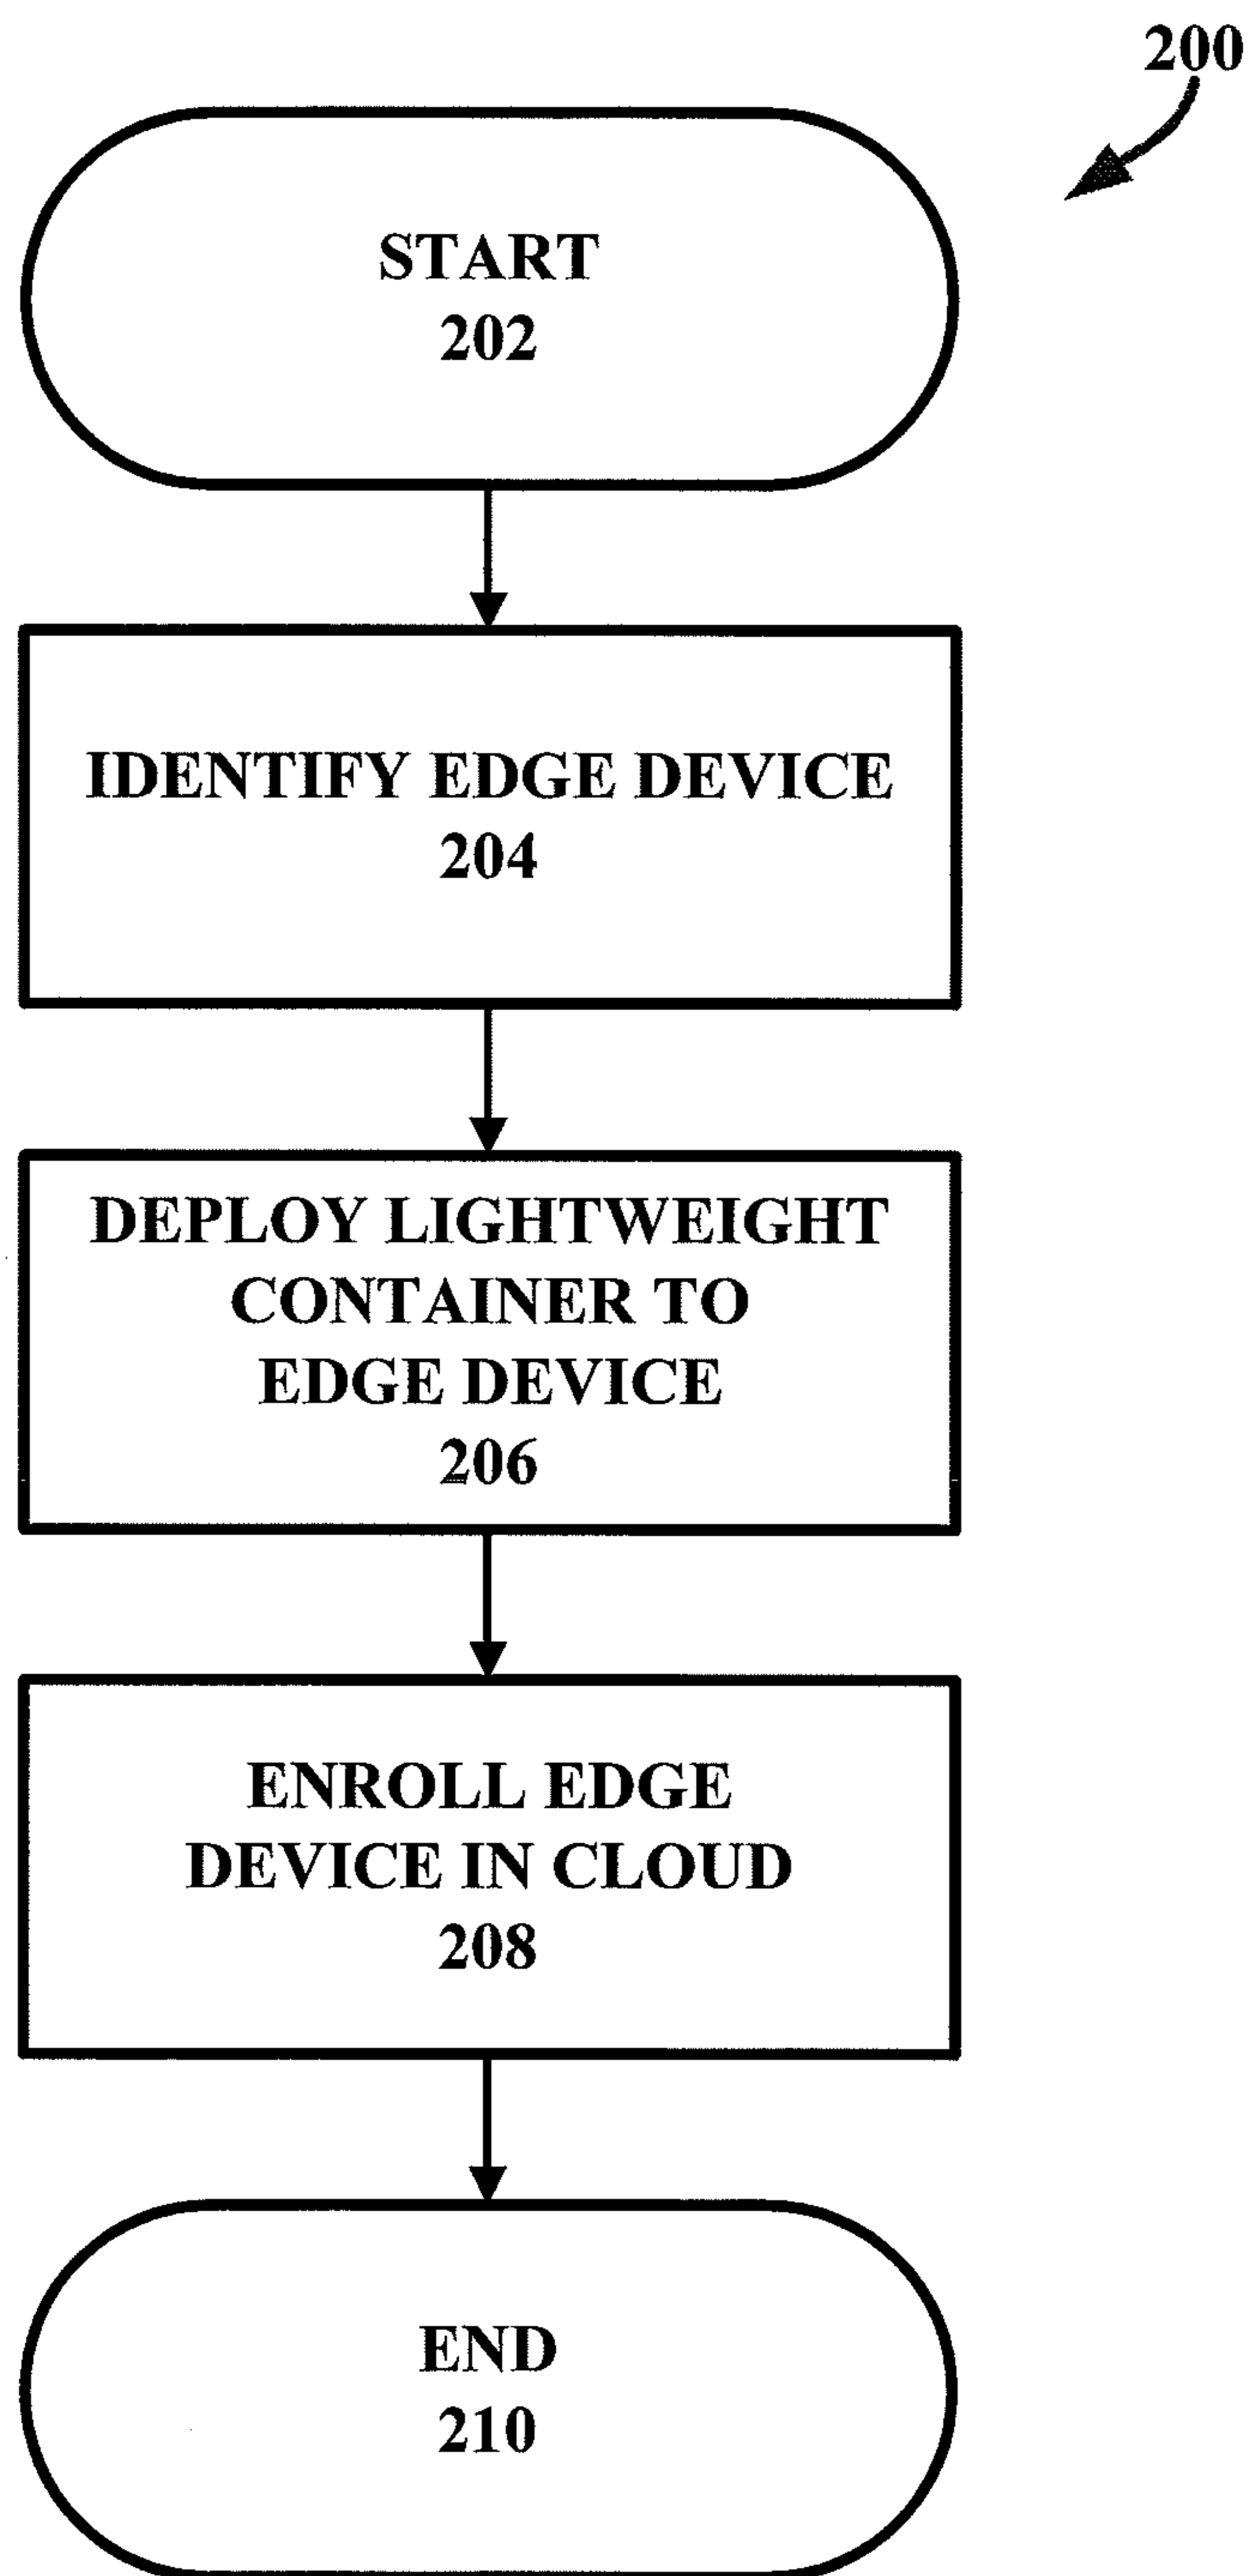 200
START
202
IDENTIFY EDGE DEVICE
204
DEPLOY LIGHTWEIGHT
CONTAINER TO
EDGE DEVICE
206
ENROLL EDGE
DEVICE IN CLOUD
208
END
210